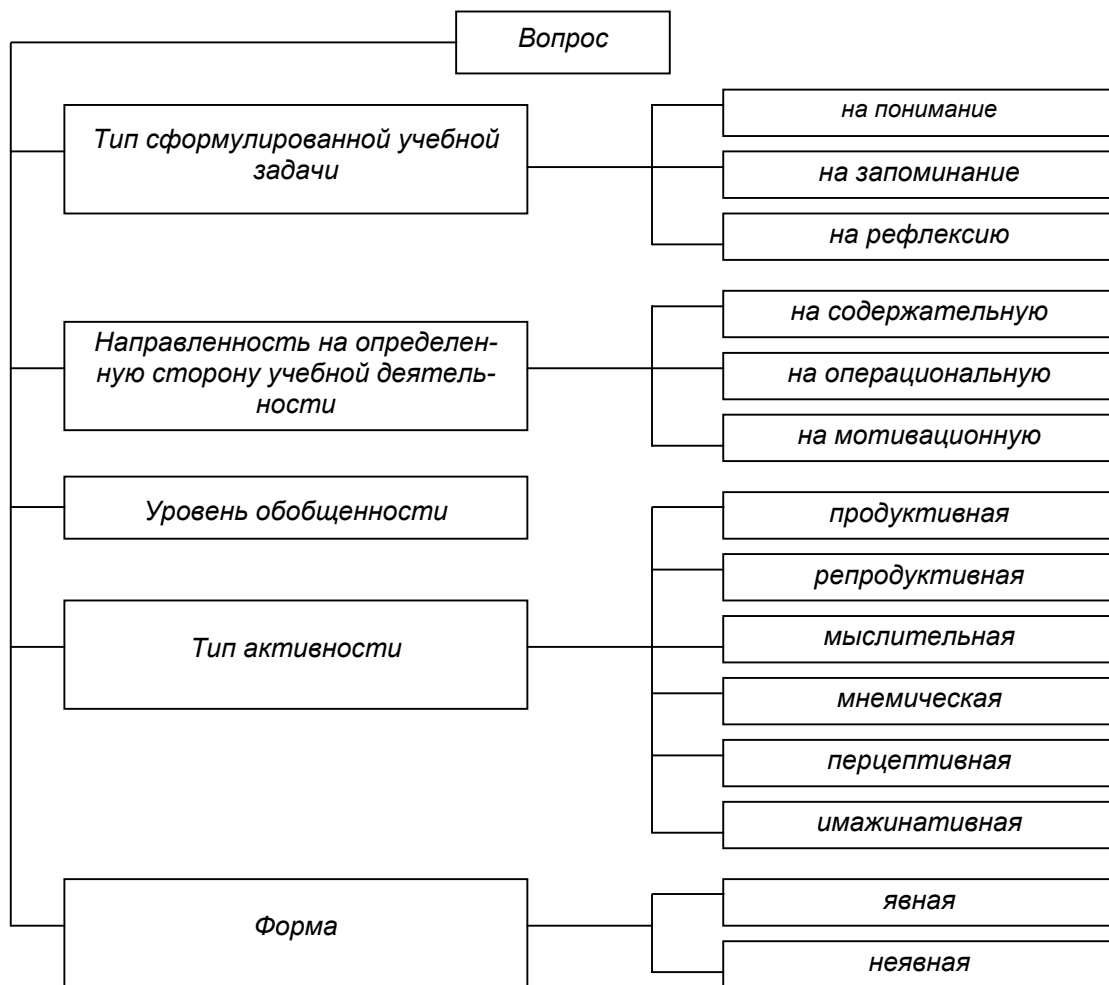 Вопрос
Тип сформулированной учебной
задачи
на понимание
на запоминание
на рефлексию
Направленность на определен-
ную сторону учебной деятель-
ности
на содержательную
на операциональную
на мотивационную
Уровень обобщенности
Тип активности
продуктивная
репродуктивная
мыслительная
мнемическая
перцептивная
имажинативная
Форма
явная
неявная